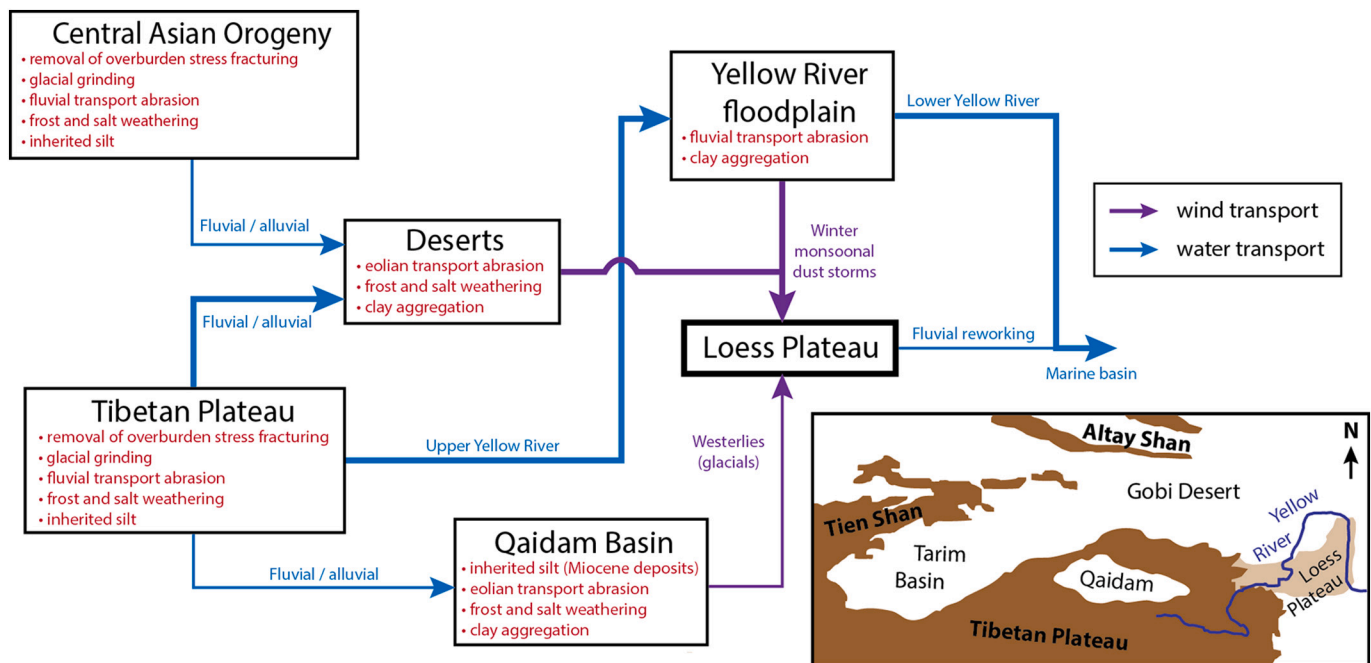 Central Asian Orogeny
• removal of overburden stress fracturing
• glacial grinding
• fluvial transport abrasion
• frost and salt weathering
• inherited silt
Fluvial / alluvial
Deserts
• eolian transport abrasion
• frost and salt weathering
• clay aggregation
Fluvial / alluvial
Tibetan Plateau
• removal of overburden stress fracturing
• glacial grinding
• fluvial transport abrasion
• frost and salt weathering
• inherited silt
Upper Yellow River
Fluvial / alluvial
Qaidam Basin
• inherited silt (Miocene deposits)
• eolian transport abrasion
• frost and salt weathering
• clay aggregation
Yellow River
floodplain
• fluvial transport abrasion
• clay aggregation
Lower Yellow River
Winter
monsoonal
dust storms
Loess Plateau
Fluvial reworking
Marine basin
Westerlies
(glacials)
wind transport
water transport
Altay Shan
N
Gobi Desert
Tien Shan
Tarim
Basin
Qaidam
Yellow
River
Loess
Plateau
Tibetan Plateau